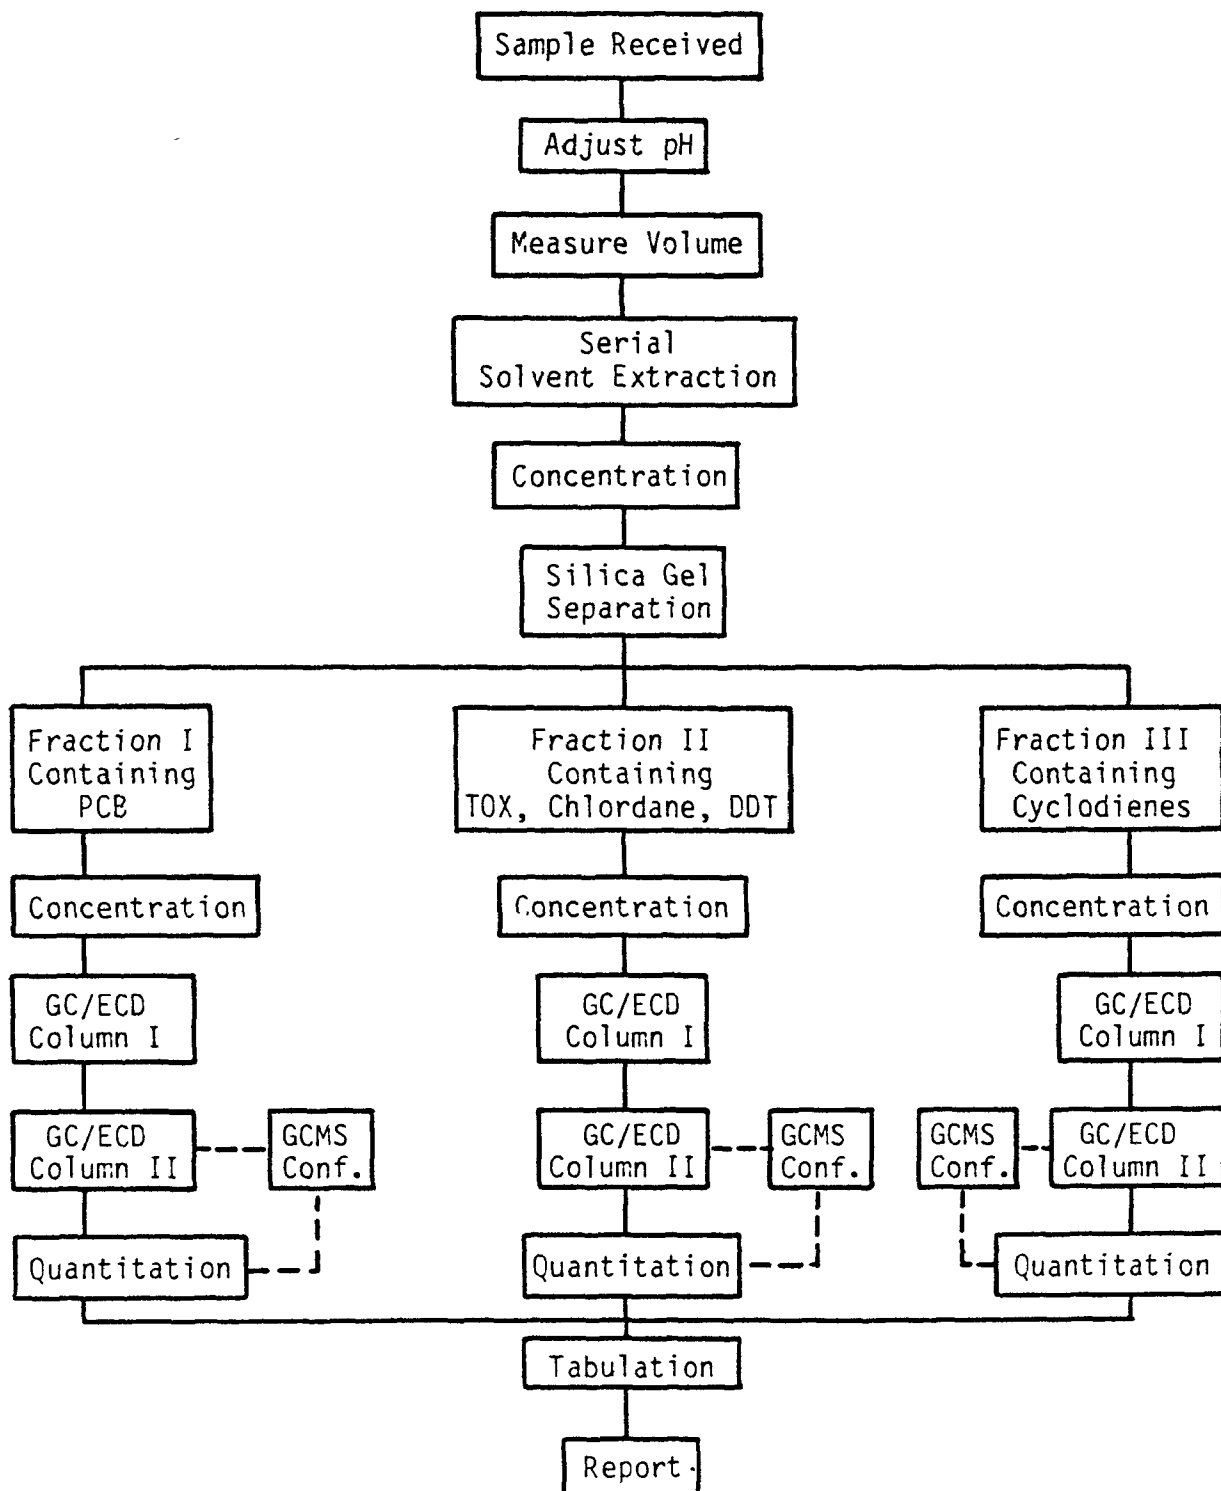 Sample Received
Adjust pH
Measure Volume
Serial
Solvent Extraction
Concentration
Silica Gel
Separation
Fraction I
Containing
PCB
Fraction II
Containing
TOX, Chlordane, DDT
Fraction III
Containing
Cyclodienes
Concentration
Concentration
Concentration
GC/ECD
Column I
GC/ECD
Column I
GC/ECD
Column I
GC/ECD
Column II
GCMS
Conf.
GC/ECD
Column II
GCMS
Conf.
GCMS
Conf.
GC/ECD
Column II
Quantitation
Quantitation
Quantitation
Tabulation
Report